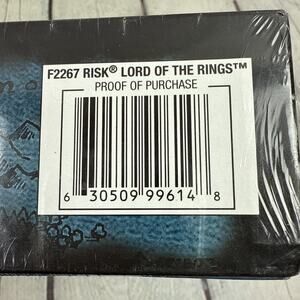 F2267 RISK® LORD OF THE RINGS™
PROOF OF PURCHASE
6 30509 99614 8